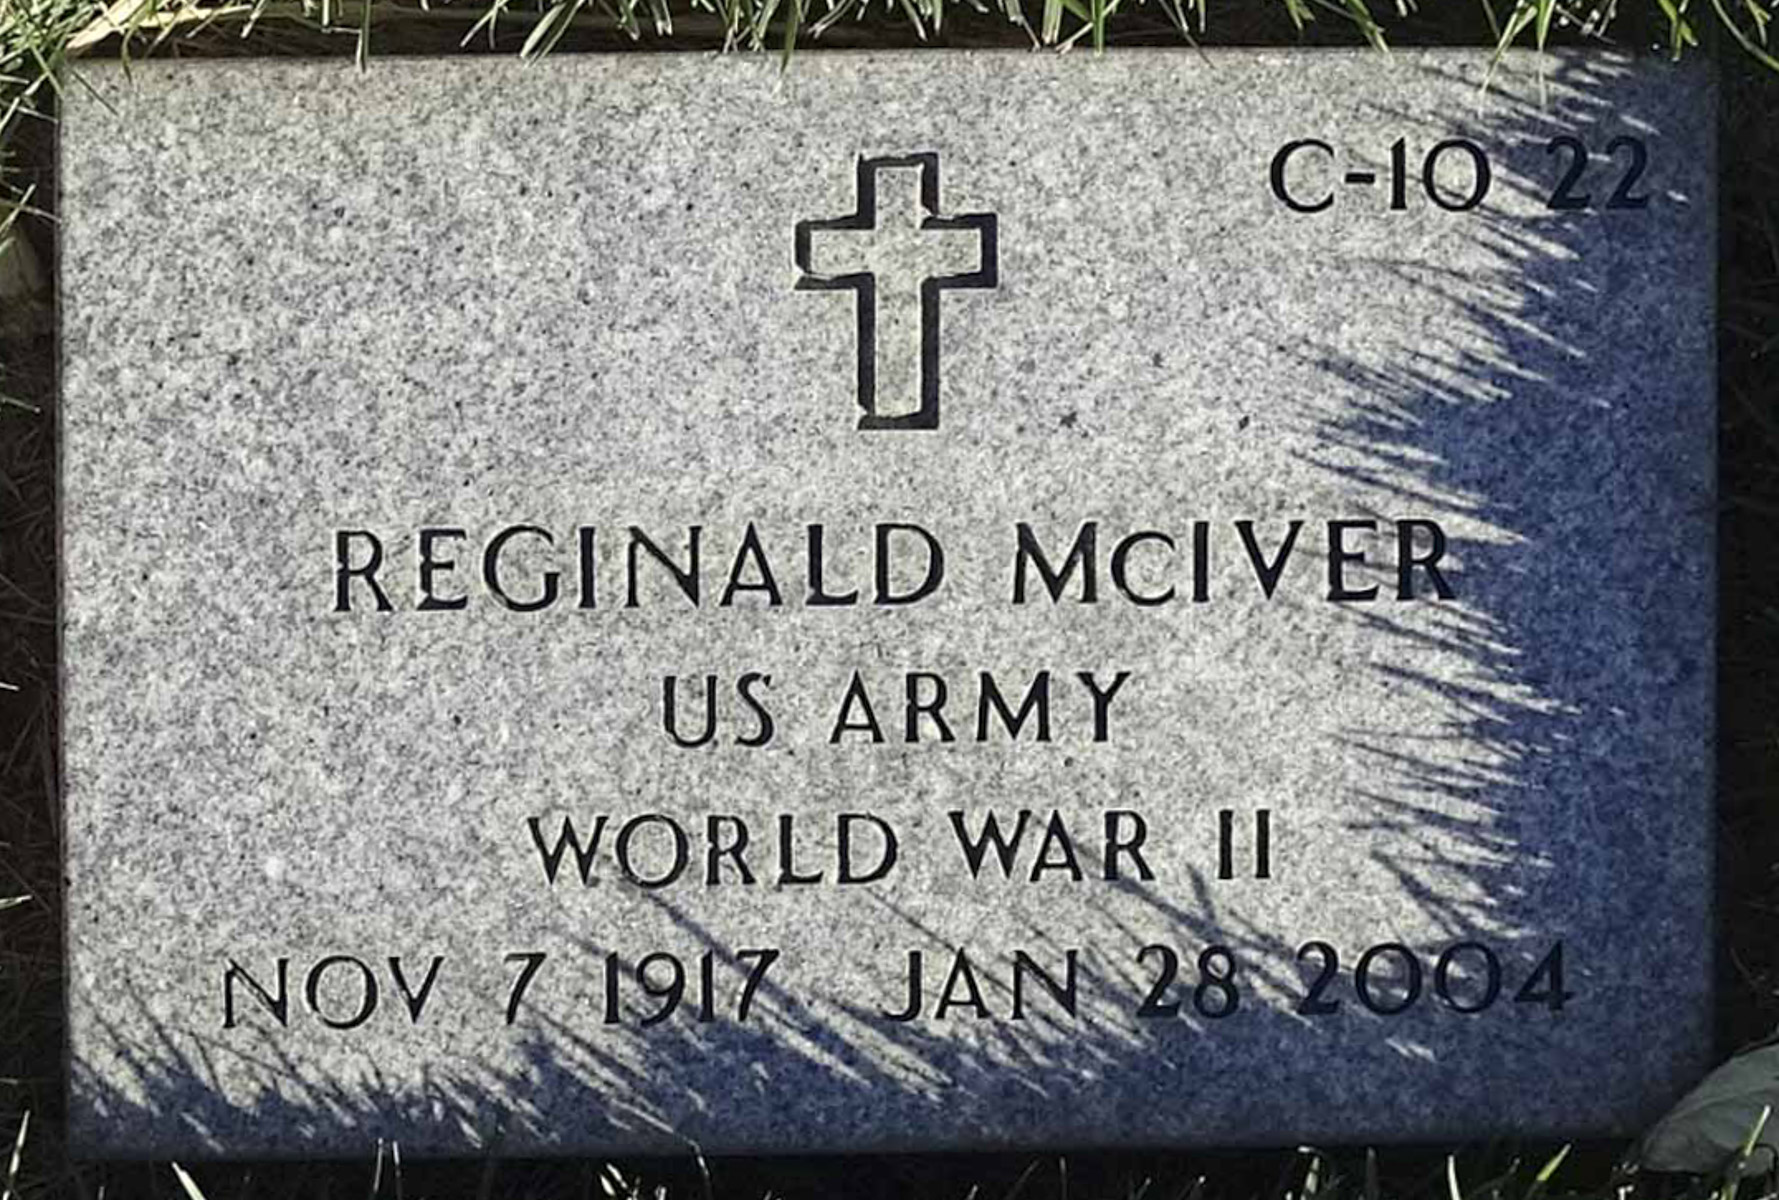 C-10 22
REGINALD McIVER
US ARMY
WORLD WAR II
NOV 7 1917 JAN 28 2004